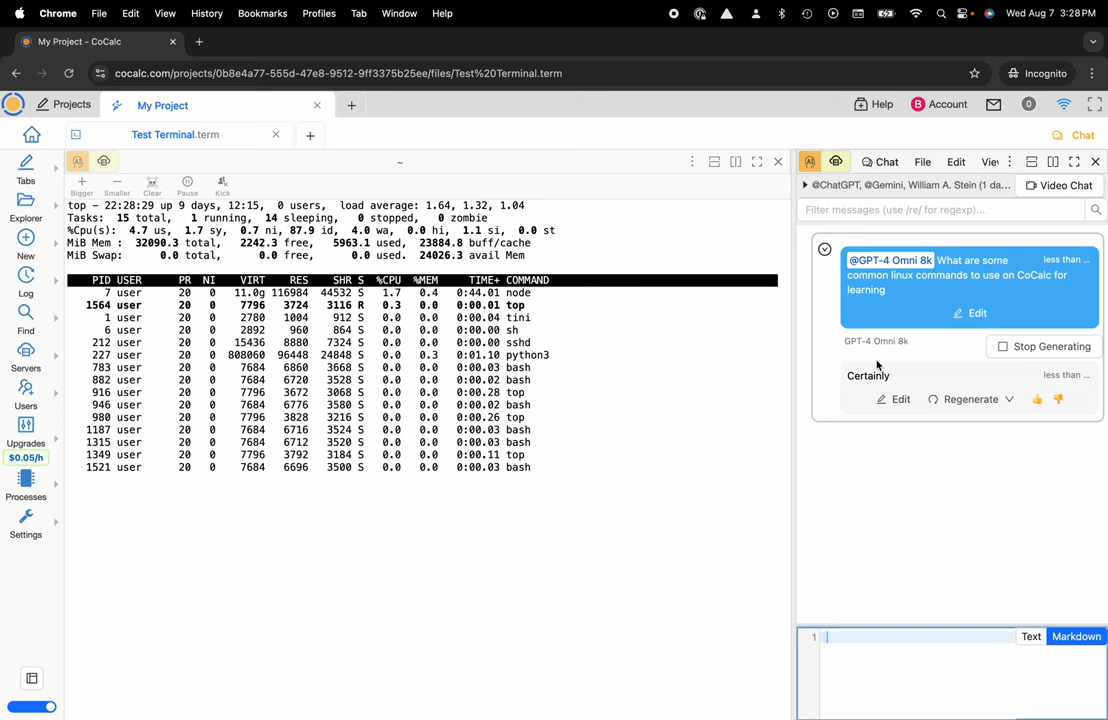 Chrome File Edit View History Bookmarks Profiles Tab Window Help Wed Aug 7 3:28 PM
My Project - CoCalc
cocalc.com/projects/0b8e4a77-555d-47e8-9512-9ff3375b25ee/files/Test%20Terminal.term Incognito
Projects My Project Help B Account 0
Test Terminal.term Chat
Tabs
Explorer
New
Log
Find
Servers
Users
Upgrades
$0.05/h
Processes
Settings
~
Bigger Smaller Clear Pause Kick
top - 22:28:29 up 9 days, 12:15, 0 users, load average: 1.64, 1.32, 1.04
Tasks: 15 total, 1 running, 14 sleeping, 0 stopped, 0 zombie
%Cpu(s): 4.7 us, 1.7 sy, 0.7 ni, 87.9 id, 4.0 wa, 0.0 hi, 1.1 si, 0.0 st
MiB Mem : 32090.3 total, 2242.3 free, 5963.1 used, 23884.8 buff/cache
MiB Swap: 0.0 total, 0.0 free, 0.0 used. 24026.3 avail Mem
PID USER PR NI VIRT RES SHR S %CPU %MEM TIME+ COMMAND
7 user 20 0 11.0g 116984 44532 S 1.7 0.4 0:44.01 node
1564 user 20 0 7796 3724 3116 R 0.3 0.0 0:00.01 top
1 user 20 0 2780 1004 912 S 0.0 0.0 0:00.04 tini
6 user 20 0 2892 960 864 S 0.0 0.0 0:00.00 sh
212 user 20 0 15436 8880 7324 S 0.0 0.0 0:00.00 sshd
227 user 20 0 808060 96448 24848 S 0.0 0.3 0:01.10 python3
783 user 20 0 7684 6860 3668 S 0.0 0.0 0:00.03 bash
882 user 20 0 7684 6720 3528 S 0.0 0.0 0:00.02 bash
916 user 20 0 7796 3672 3068 S 0.0 0.0 0:00.28 top
946 user 20 0 7684 6776 3580 S 0.0 0.0 0:00.02 bash
980 user 20 0 7796 3828 3216 S 0.0 0.0 0:00.26 top
1187 user 20 0 7684 6716 3524 S 0.0 0.0 0:00.03 bash
1315 user 20 0 7684 6712 3520 S 0.0 0.0 0:00.03 bash
1349 user 20 0 7796 3792 3184 S 0.0 0.0 0:00.11 top
1521 user 20 0 7684 6696 3500 S 0.0 0.0 0:00.03 bash
AI Chat File Edit Viev
@ChatGPT, @Gemini, William A. Stein (1 da... Video Chat
Filter messages (use /re/ for regexp)...
@GPT-4 Omni 8k What are some less than ...
common linux commands to use on CoCalc for
learning
Edit
GPT-4 Omni 8k
Stop Generating
Certainly less than ...
Edit Regenerate
1 Text Markdown